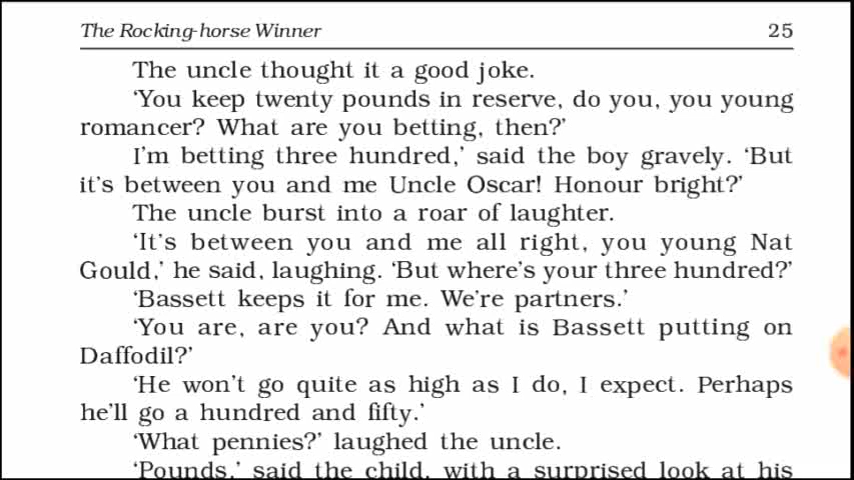 The Rocking-horse Winner 25
The uncle thought it a good joke.
‘You keep twenty pounds in reserve, do you, you young
romancer? What are you betting, then?’
I’m betting three hundred,’ said the boy gravely. ‘But
it’s between you and me Uncle Oscar! Honour bright?’
The uncle burst into a roar of laughter.
‘It’s between you and me all right, you young Nat
Gould,’ he said, laughing. ‘But where’s your three hundred?’
‘Bassett keeps it for me. We’re partners.’
‘You are, are you? And what is Bassett putting on
Daffodil?’
‘He won’t go quite as high as I do, I expect. Perhaps
he’ll go a hundred and fifty.’
‘What pennies?’ laughed the uncle.
‘Pounds,’ said the child, with a surprised look at his